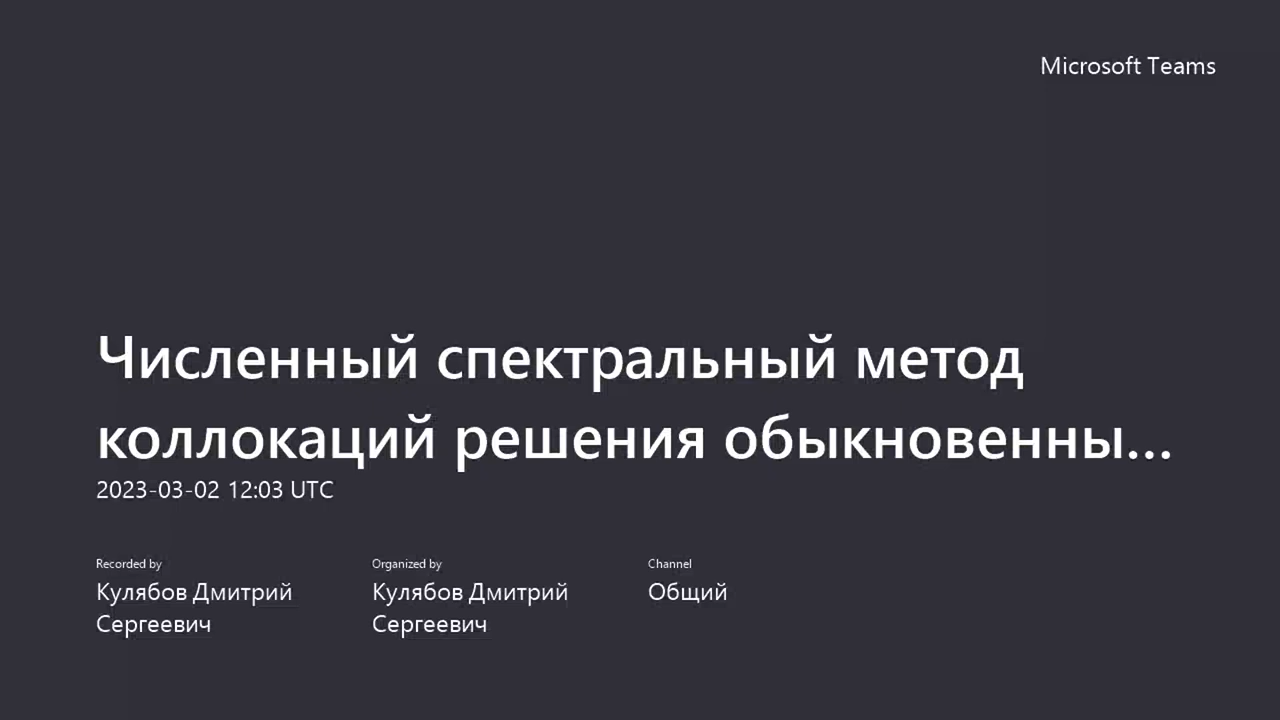 Microsoft Teams
Численный спектральный метод
коллокаций решения обыкновенны...
2023-03-02 12:03 UTC
Recorded by
Кулябов Дмитрий
Сергеевич
Organized by
Кулябов Дмитрий
Сергеевич
Channel
Общий